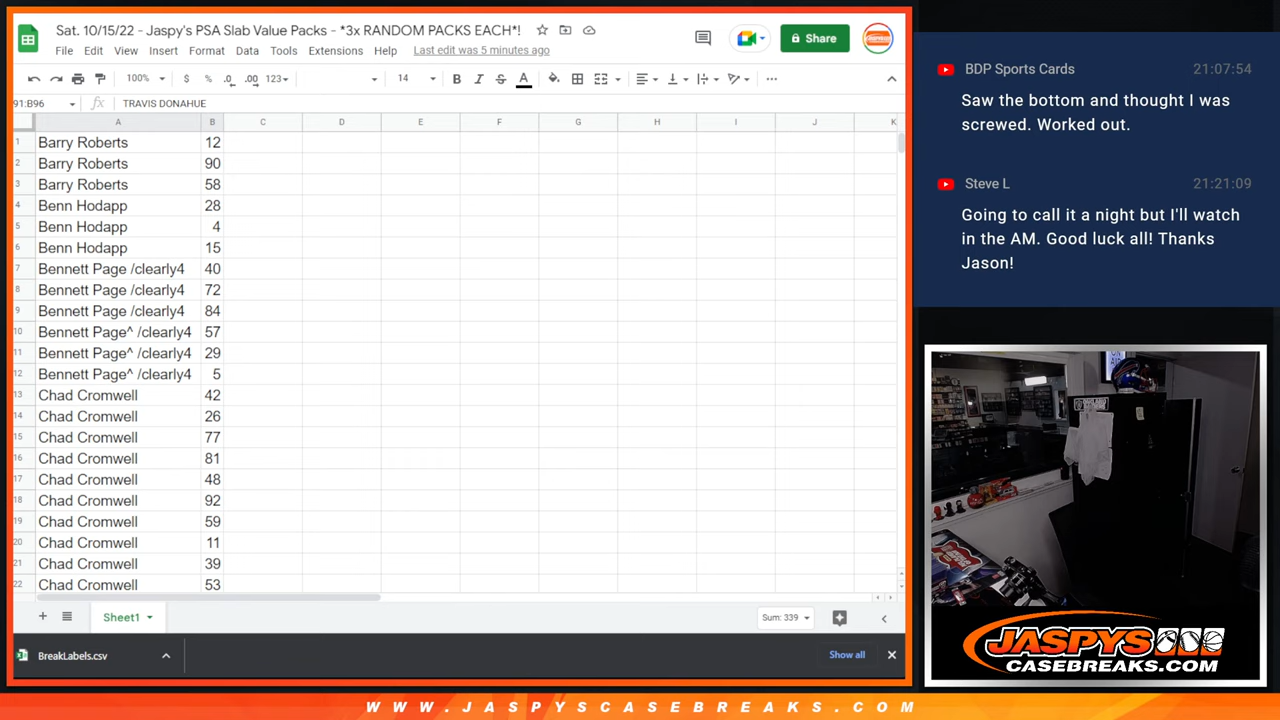 Sat. 10/15/22 - Jaspy's PSA Slab Value Packs - *3x RANDOM PACKS EACH*!
File Edit View Insert Format Data Tools Extensions Help Last edit was 5 minutes ago
Share
100% $ % .0 .00 123 14 B I S A
91:B96 fx TRAVIS DONAHUE
A B C D E F G H I J K
1 Barry Roberts 12
2 Barry Roberts 90
3 Barry Roberts 58
4 Benn Hodapp 28
5 Benn Hodapp 4
6 Benn Hodapp 15
7 Bennett Page /clearly4 40
8 Bennett Page /clearly4 72
9 Bennett Page /clearly4 84
10 Bennett Page^ /clearly4 57
11 Bennett Page^ /clearly4 29
12 Bennett Page^ /clearly4 5
13 Chad Cromwell 42
14 Chad Cromwell 26
15 Chad Cromwell 77
16 Chad Cromwell 81
17 Chad Cromwell 48
18 Chad Cromwell 92
19 Chad Cromwell 59
20 Chad Cromwell 11
21 Chad Cromwell 39
22 Chad Cromwell 53
Sheet1
Sum: 339
BreakLabels.csv
Show all
BDP Sports Cards 21:07:54
Saw the bottom and thought I was
screwed. Worked out.
Steve L 21:21:09
Going to call it a night but I'll watch
in the AM. Good luck all! Thanks
Jason!
JASPYS
CASEBREAKS.COM
WWW.JASPYSCASEBREAKS.COM